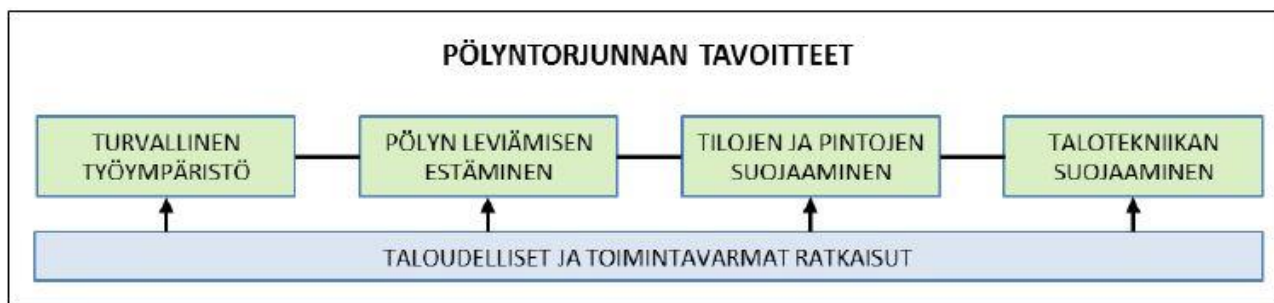 PÖLYNTORJUNNAN TAVOITTEET
TURVALLINEN
TYÖYMPÄRISTÖ
PÖLYN LEVIÄMISEN
ESTÄMINEN
TILOJEN JA PINTOJEN
SUOJAAMINEN
TALOTEKNIIKAN
SUOJAAMINEN
TALOUDELLISET JA TOIMINTAVARMAT RATKAISUT